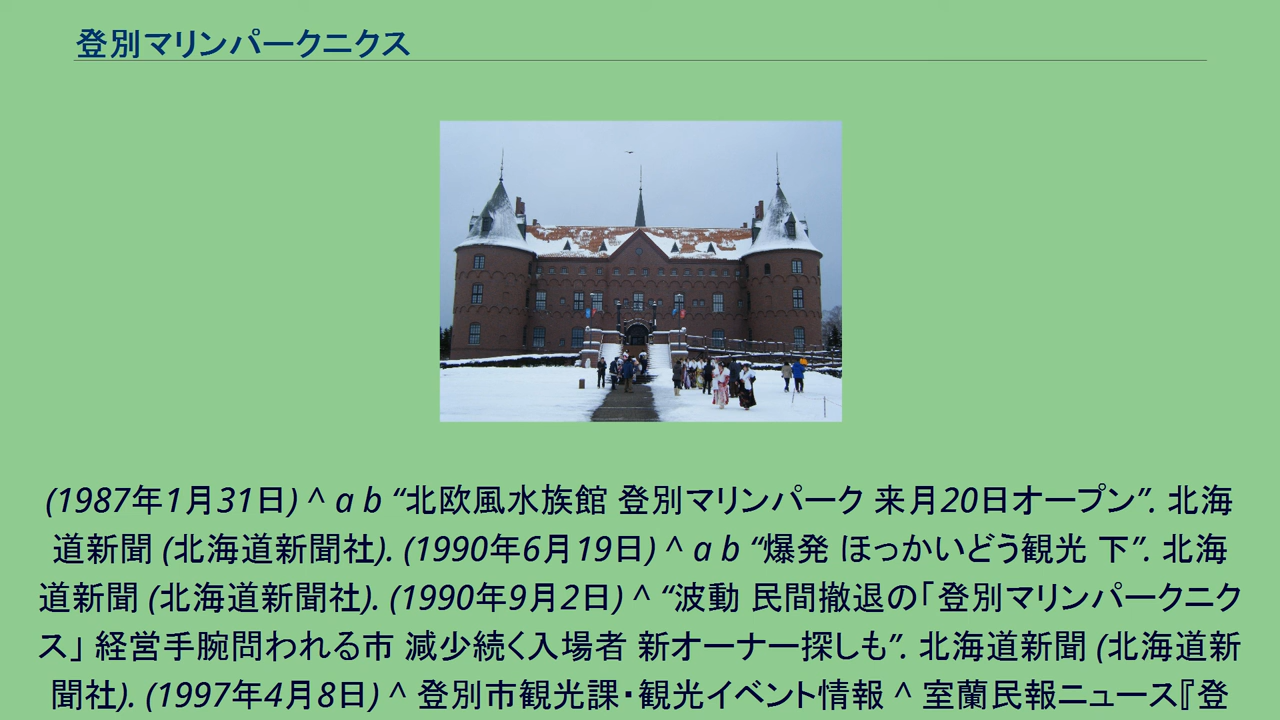 登別マリンパークニクス
(1987年1月31日) ^ a b “北欧風水族館 登別マリンパーク 来月20日オープン”. 北海
道新聞 (北海道新聞社). (1990年6月19日) ^ a b “爆発 ほっかいどう観光 下”. 北海
道新聞 (北海道新聞社). (1990年9月2日) ^ “波動 民間撤退の「登別マリンパークニク
ス」 経営手腕問われる市 減少続く入場者 新オーナー探しも”. 北海道新聞 (北海道新
聞社). (1997年4月8日) ^ 登別市観光課・観光イベント情報 ^ 室蘭民報ニュース『登